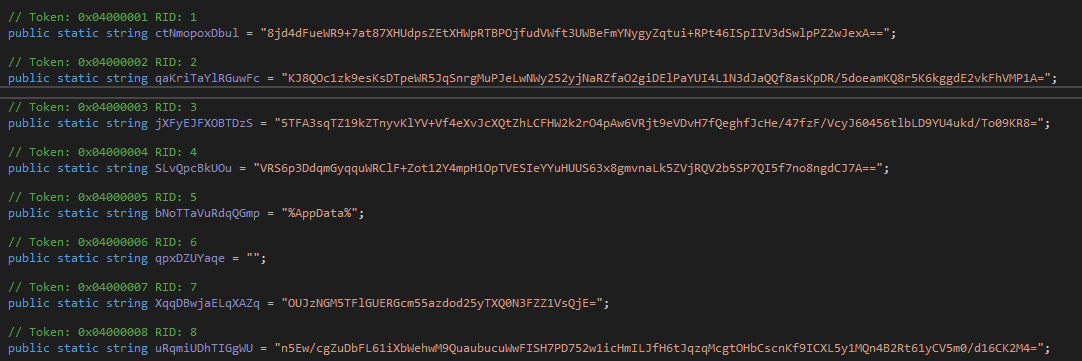 // Token: 0x04000001 RID: 1
public static string ctNmopoxDbul = "8jd4dFueWR9+7at87XHUdpsZEtXHWpRTBPOjfudVWft3UWBeFmYNygyZqtui+RPt46ISpIIV3dSwlpPZ2wJexA==";
// Token: 0x04000002 RID: 2
public static string qaKriTaYlRGuwFc = "KJ8QOc1zk9esKsDTpeWR5JqSnrgMuPJeLwNWy252yjNaRZfaO2giDElPaYUI4L1N3dJaQQf8asKpDR/5doeamKQ8r5K6kggdE2vkFhVMP1A=";
// Token: 0x04000003 RID: 3
public static string jXFyEJFXOBTDzS = "5TFA3sqTZ19kZTnyvKlYV+Vf4eXvJcXQtZhLCFHW2k2rO4pAw6VRjt9eVDvH7fQeghfJcHe/47fzF/VcyJ60456tlbLD9YU4ukd/To09KR8=";
// Token: 0x04000004 RID: 4
public static string SLvQpcBkUOu = "VRS6p3DdqmGyqquWRClF+Zot12Y4mpH1OpTVESIeYYuHUUS63x8gmvnaLk5ZVjRQV2b5SP7QI5f7no8ngdCJ7A==";
// Token: 0x04000005 RID: 5
public static string bNoTTaVuRdqQGmp = "%AppData%";
// Token: 0x04000006 RID: 6
public static string qpxDZUYaqe = "";
// Token: 0x04000007 RID: 7
public static string XqqDBwjaELqXAZq = "OUJzNGM5TFlGUERGcm55azdod25yTXQ0N3FZZ1VsQjE=";
// Token: 0x04000008 RID: 8
public static string uRqmiUDhTIGgWU = "n5Ew/cgZuDbFL61iXbWehwM9QuaubucuWwFISH7PD752w1icHmILJfH6tJqzqMcgtOHbCscnKf9ICXL5y1MQn4B2Rt61yCV5m0/d16CK2M4=";